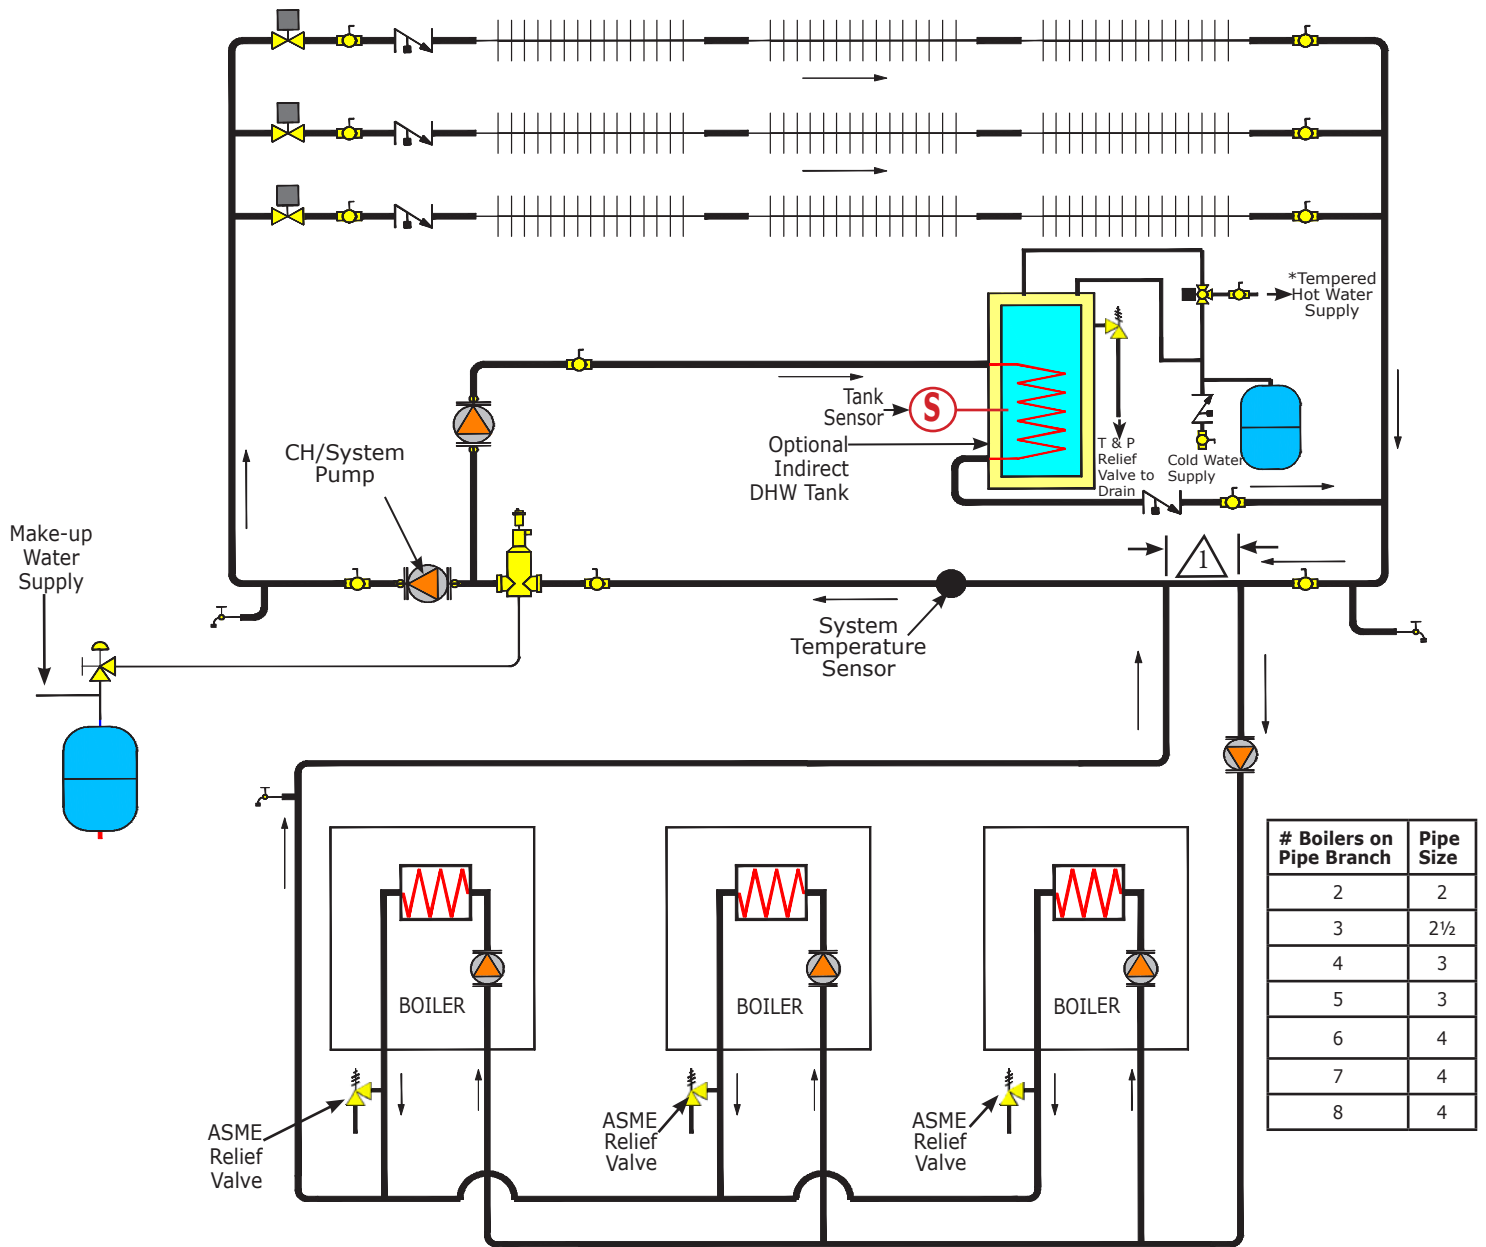 *Tempered
Hot Water
Supply
Tank
Sensor
S
Optional
Indirect
DHW Tank
T & P
Relief
Valve to
Drain
Cold Water
Supply
CH/System
Pump
Make-up
Water
Supply
1
System
Temperature
Sensor
BOILER
BOILER
BOILER
ASME
Relief
Valve
ASME
Relief
Valve
ASME
Relief
Valve
# Boilers on Pipe
Pipe Branch Size
2 2
3 2½
4 3
5 3
6 4
7 4
8 4